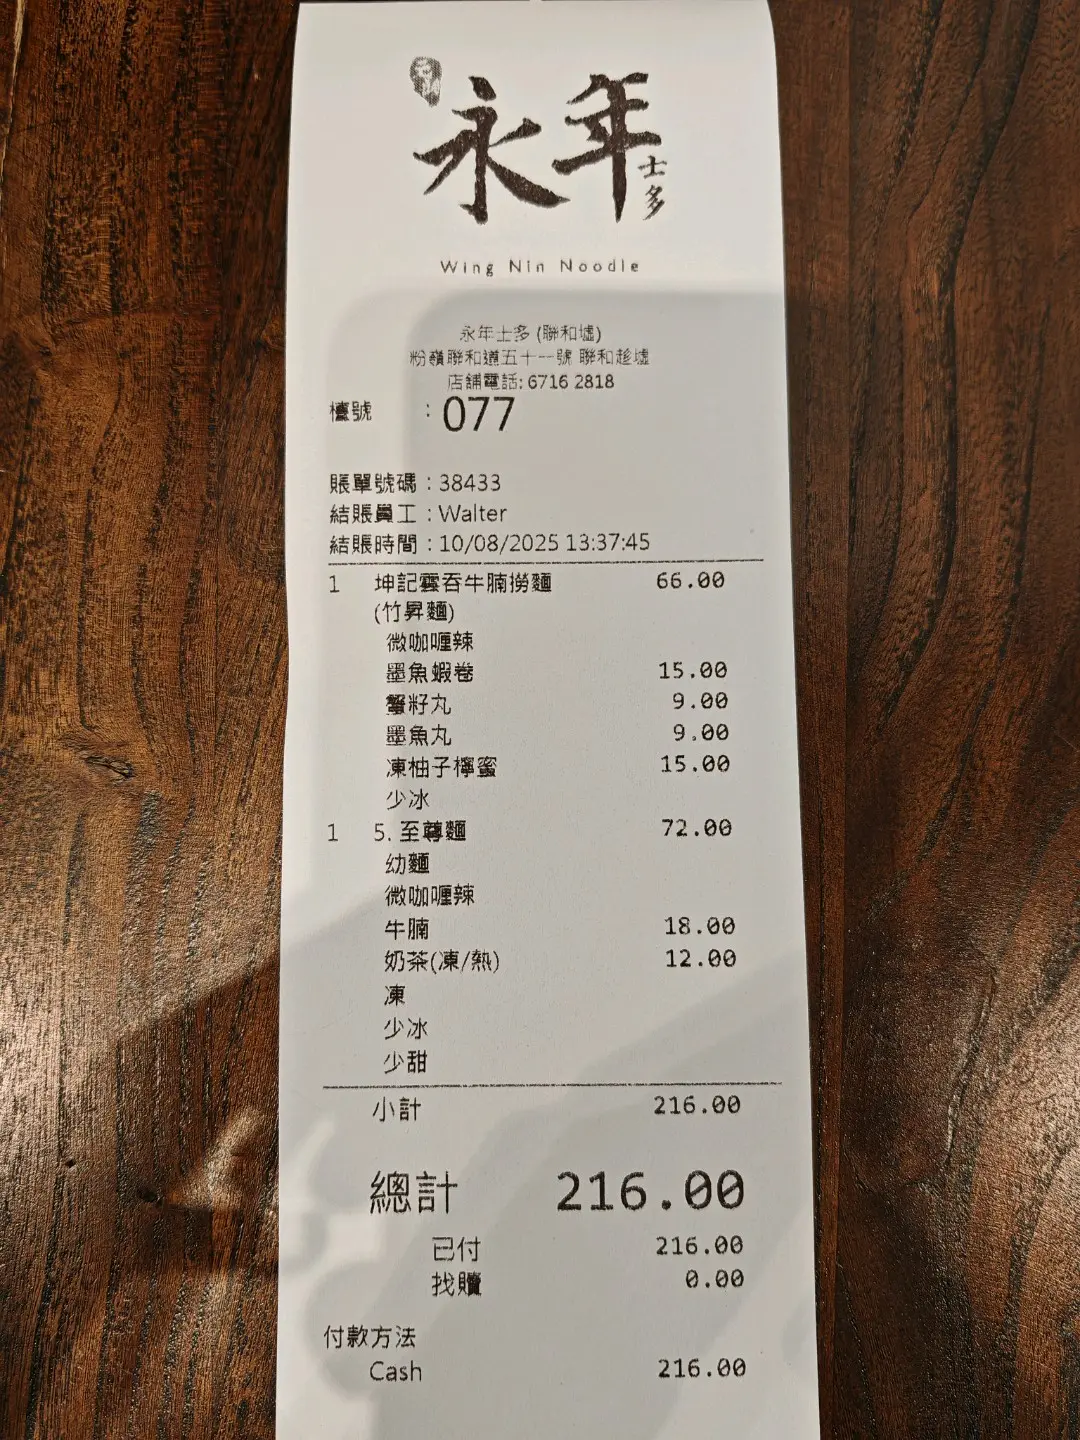 永年
士多
Wing Nin Noodle
永年士多 (聯和墟)
粉嶺聯和道五十一號 聯和趁墟
店舖電話: 6716 2818
檯號 : 077
賬單號碼 : 38433
結賬員工 : Walter
結賬時間 : 10/08/2025 13:37:45
1 坤記雲吞牛腩撈麵 66.00
(竹昇麵)
微咖喱辣
墨魚蝦卷 15.00
蟹籽丸 9.00
墨魚丸 9.00
凍柚子檸蜜 15.00
少冰
1 5. 至尊麵 72.00
幼麵
微咖喱辣
牛腩 18.00
奶茶(凍/熱) 12.00
凍
少冰
少甜
小計 216.00
總計 216.00
已付 216.00
找贖 0.00
付款方法
Cash 216.00